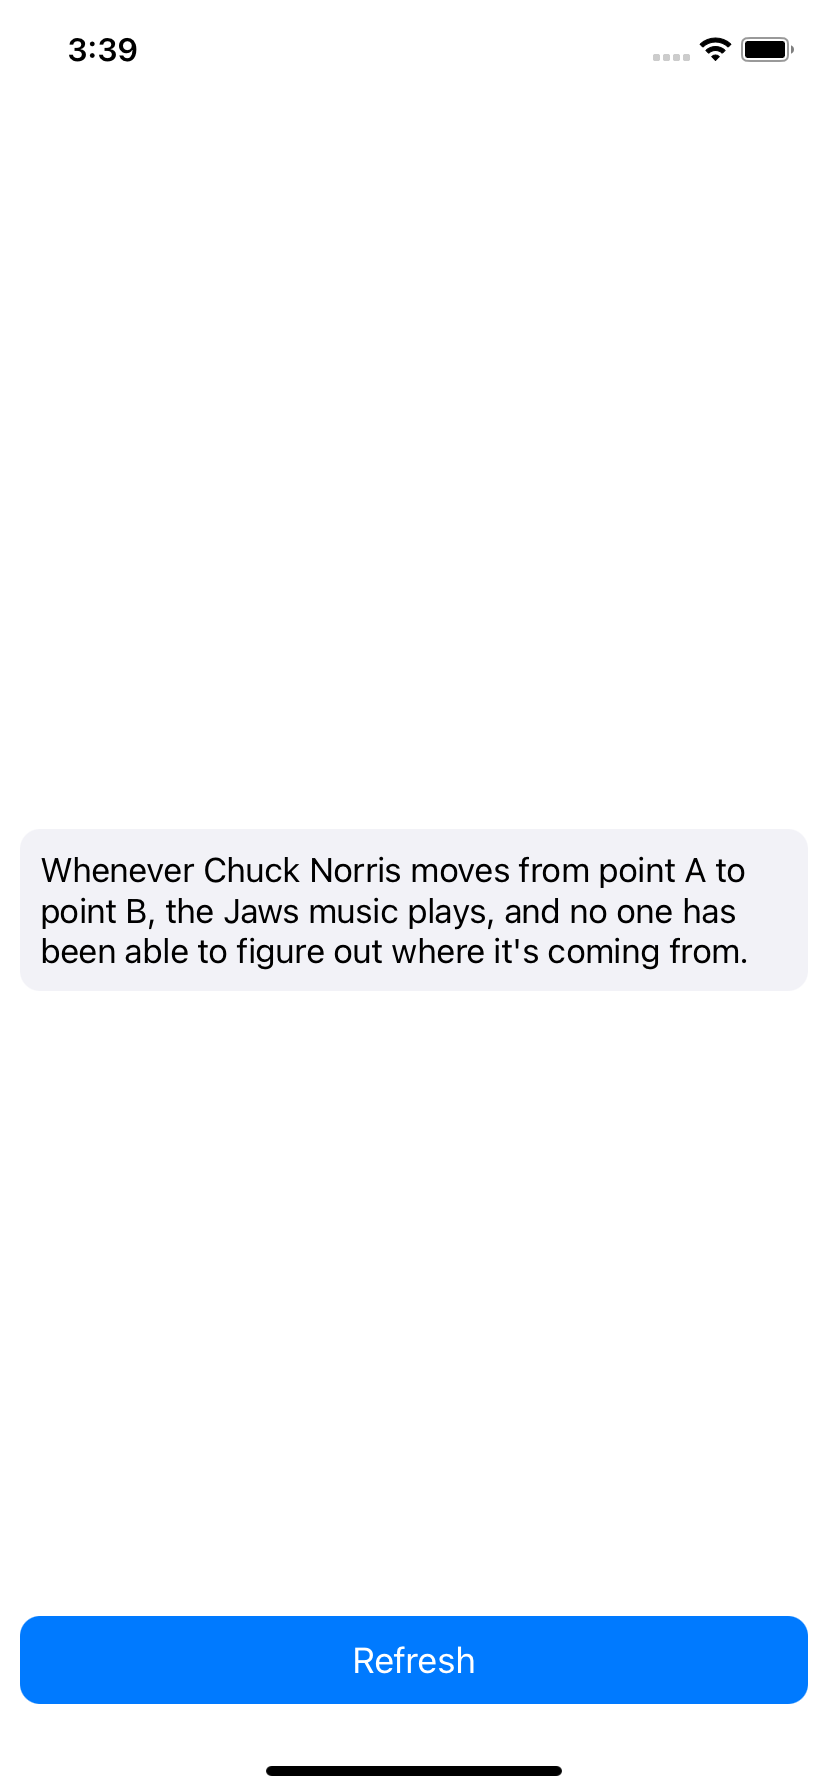 3:39
Whenever Chuck Norris moves from point A to
point B, the Jaws music plays, and no one has
been able to figure out where it's coming from.
Refresh